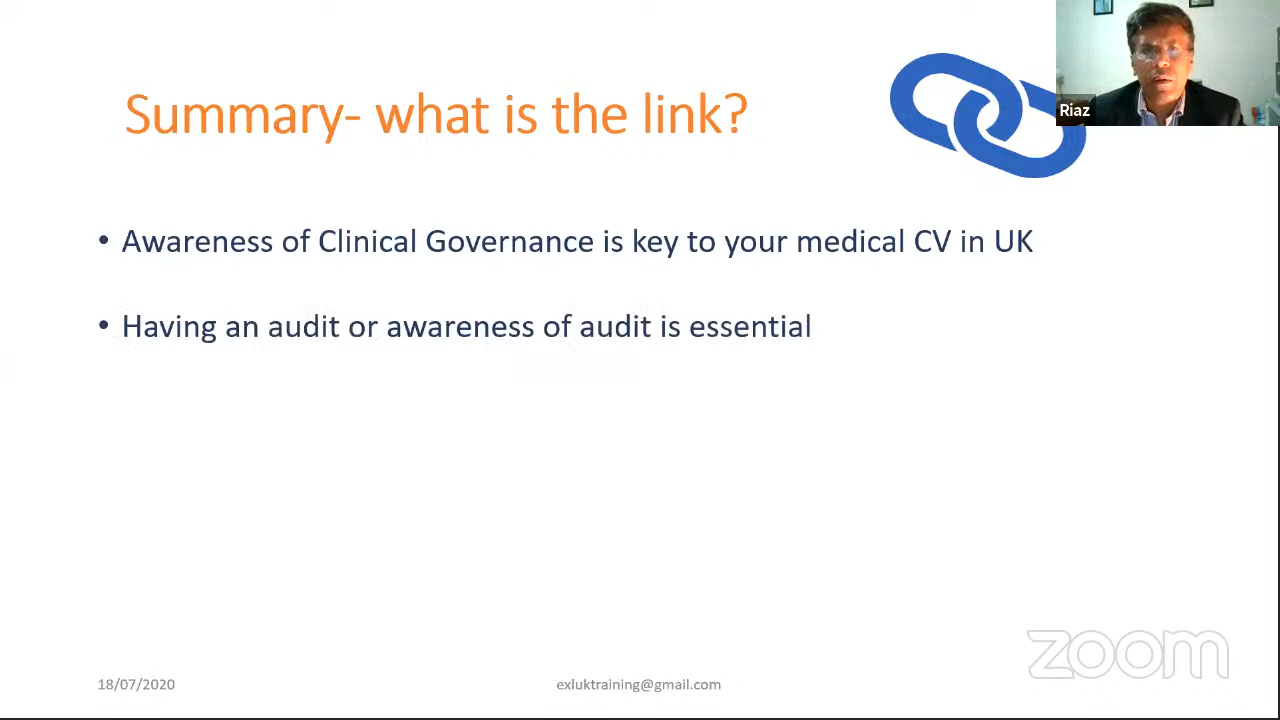 Summary- what is the link?
Riaz
• Awareness of Clinical Governance is key to your medical CV in UK
• Having an audit or awareness of audit is essential
zoom
18/07/2020
exluktraining@gmail.com